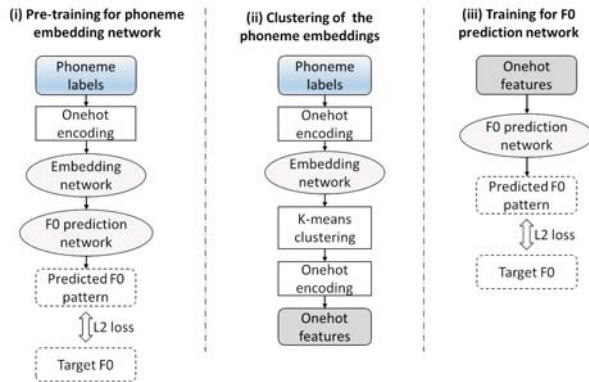 (i) Pre-training for phoneme
embedding network
Phoneme
labels
Onehot
encoding
Embedding
network
F0 prediction
network
Predicted F0
pattern
L2 loss
Target F0
(ii) Clustering of the
phoneme embeddings
Phoneme
labels
Onehot
encoding
Embedding
network
K-means
clustering
Onehot
encoding
Onehot
features
(iii) Training for F0
prediction network
Onehot
features
F0 prediction
network
Predicted F0
pattern
L2 loss
Target F0